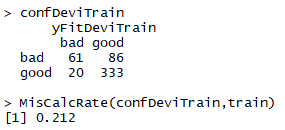 > confDeviTrain
yFitDeviTrain
bad good
bad 61 86
good 20 333
> MisCalcRate(confDeviTrain,train)
[1] 0.212